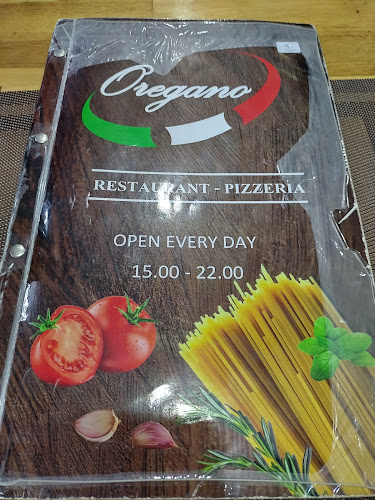 Oregano
RESTAURANT - PIZZERIA
OPEN EVERY DAY
15.00 - 22.00